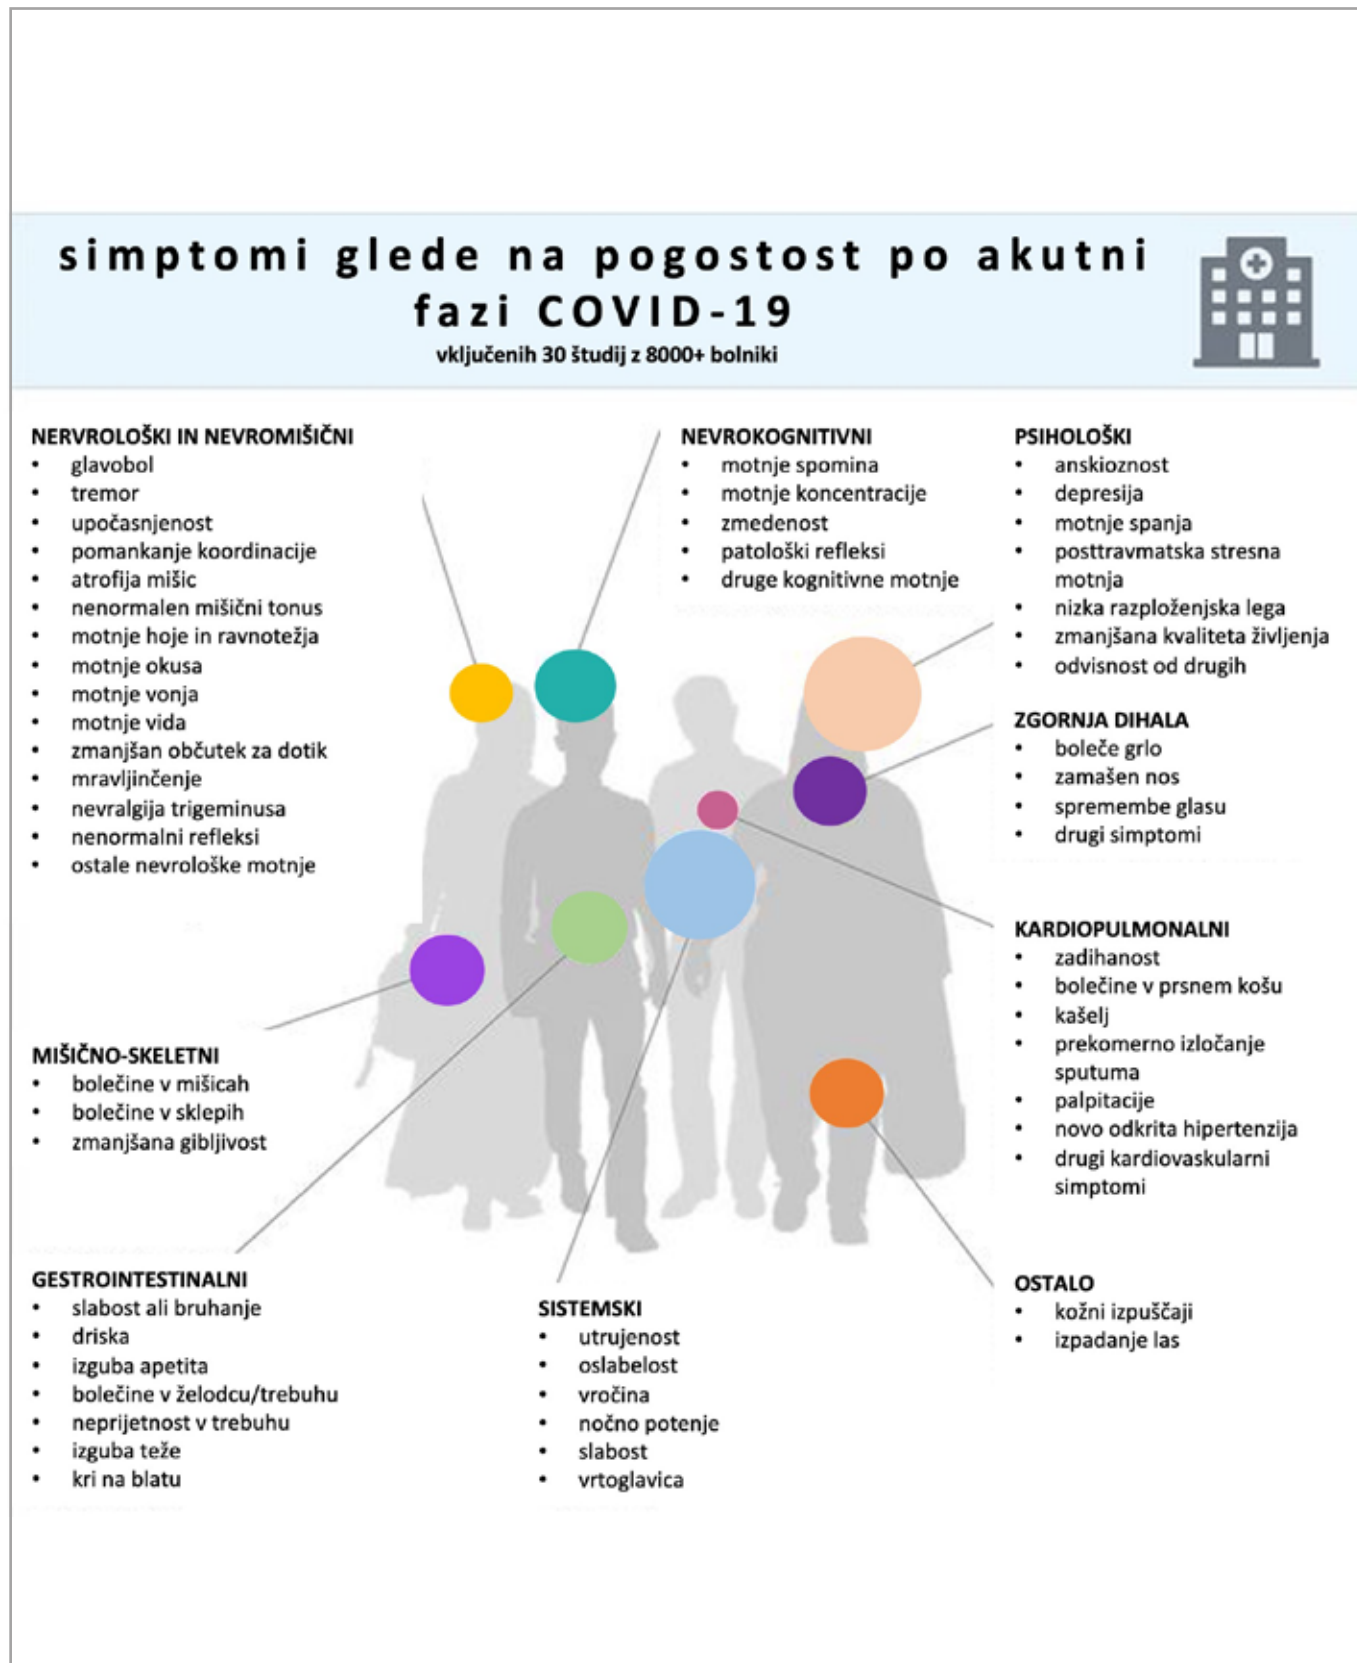 simptomi glede na pogostost po akutni
fazi COVID-19
vključenih 30 študij z 8000+ bolniki
NERVROLOŠKI IN NEVROMIŠIČNI
• glavobol
• tremor
• upočasnjenost
• pomankanje koordinacije
• atrofija mišic
• nenormalen mišični tonus
• motnje hoje in ravnotežja
• motnje okusa
• motnje vonja
• motnje vida
• zmanjšan občutek za dotik
• mravljinčenje
• nevralgija trigeminusa
• nenormalni refleksi
• ostale nevrološke motnje
NEVROKOGNITIVNI
• motnje spomina
• motnje koncentracije
• zmedenost
• patološki refleksi
• druge kognitivne motnje
PSIHOLOŠKI
• anskioznost
• depresija
• motnje spanja
• posttravmatska stresna
motnja
• nizka razploženjska lega
• zmanjšana kvaliteta življenja
• odvisnost od drugih
ZGORNJA DIHALA
• boleče grlo
• zamašen nos
• spremembe glasu
• drugi simptomi
KARDIOPULMONALNI
• zadihanost
• bolečine v prsnem košu
• kašelj
• prekomerno izločanje
sputuma
• palpitacije
• novo odkrita hipertenzija
• drugi kardiovaskularni
simptomi
MIŠIČNO-SKELETNI
• bolečine v mišicah
• bolečine v sklepih
• zmanjšana gibljivost
GESTROINTESTINALNI
• slabost ali bruhanje
• driska
• izguba apetita
• bolečine v želodcu/trebuhu
• neprijetnost v trebuhu
• izguba teže
• kri na blatu
SISTEMSKI
• utrujenost
• oslabelost
• vročina
• nočno potenje
• slabost
• vrtoglavica
OSTALO
• kožni izpuščaji
• izpadanje las